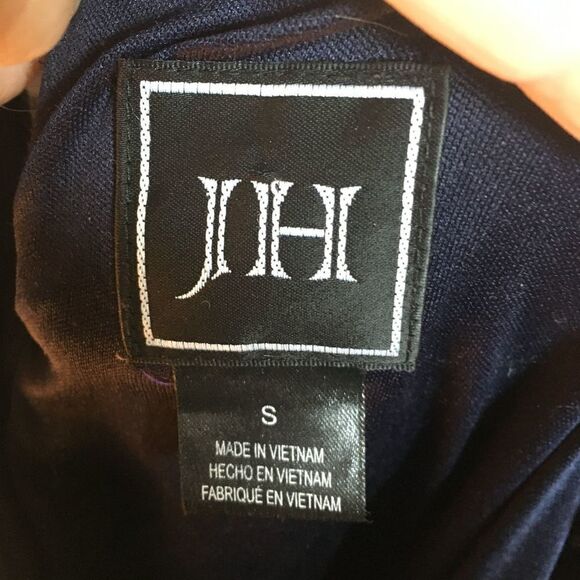 JH
S
MADE IN VIETNAM
HECHO EN VIETNAM
FABRIQUÉ EN VIETNAM